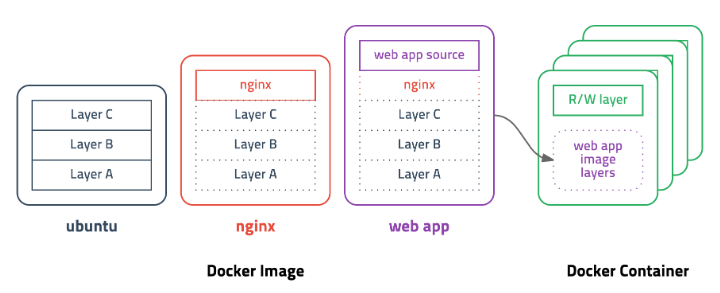 Layer C
Layer B
Layer A
ubuntu
nginx
Layer C
Layer B
Layer A
nginx
web app source
nginx
Layer C
Layer B
Layer A
web app
R/W layer
web app
image
layers
Docker Image
Docker Container